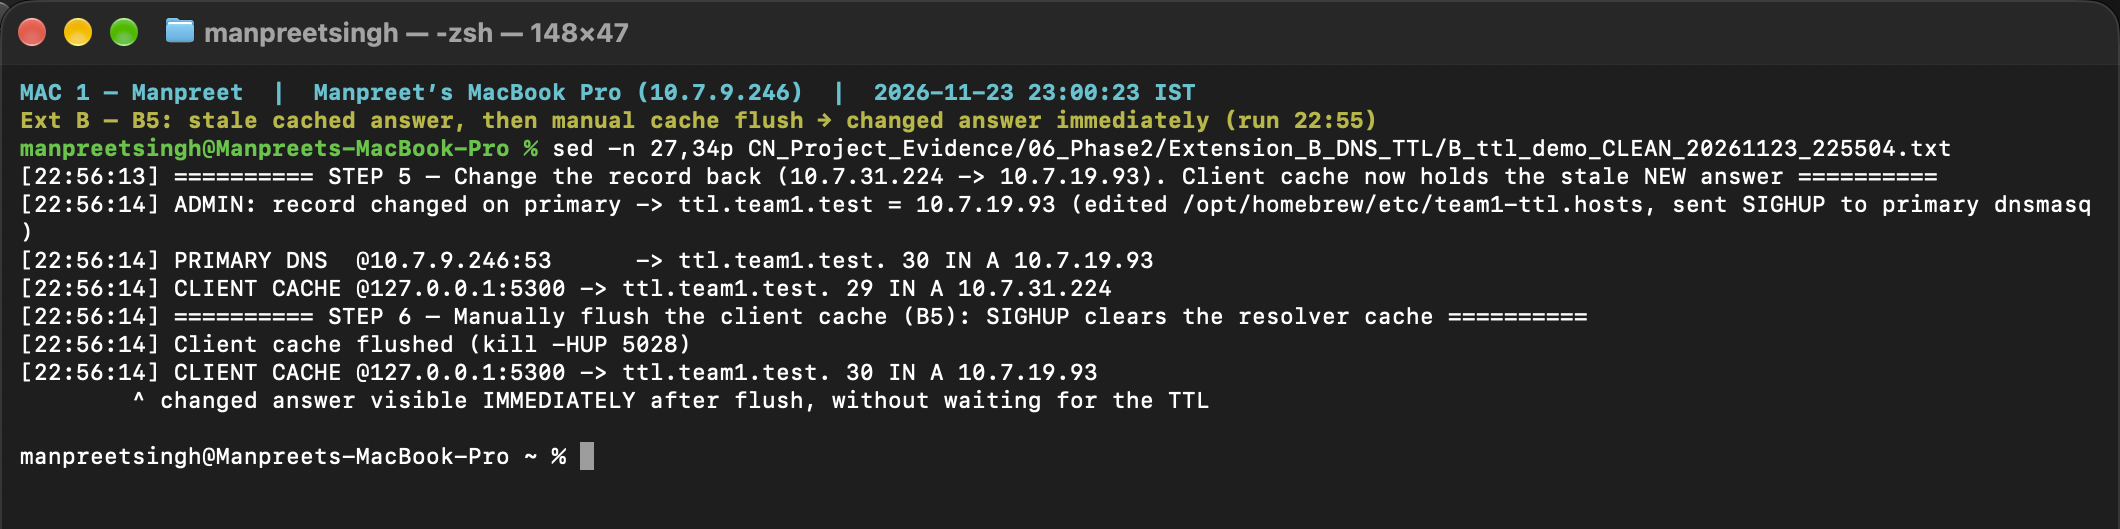 manpreetsingh — -zsh — 148×47
MAC 1 — Manpreet  |  Manpreet’s MacBook Pro (10.7.9.246)  |  2026-11-23 23:00:23 IST
Ext B — B5: stale cached answer, then manual cache flush → changed answer immediately (run 22:55)
manpreetsingh@Manpreets-MacBook-Pro % sed -n 27,34p CN_Project_Evidence/06_Phase2/Extension_B_DNS_TTL/B_ttl_demo_CLEAN_20261123_225504.txt
[22:56:13] ========== STEP 5 — Change the record back (10.7.31.224 -> 10.7.19.93). Client cache now holds the stale NEW answer ==========
[22:56:14] ADMIN: record changed on primary -> ttl.team1.test = 10.7.19.93 (edited /opt/homebrew/etc/team1-ttl.hosts, sent SIGHUP to primary dnsmasq
)
[22:56:14] PRIMARY DNS  @10.7.9.246:53      -> ttl.team1.test. 30 IN A 10.7.19.93
[22:56:14] CLIENT CACHE @127.0.0.1:5300 -> ttl.team1.test. 29 IN A 10.7.31.224
[22:56:14] ========== STEP 6 — Manually flush the client cache (B5): SIGHUP clears the resolver cache ==========
[22:56:14] Client cache flushed (kill -HUP 5028)
[22:56:14] CLIENT CACHE @127.0.0.1:5300 -> ttl.team1.test. 30 IN A 10.7.19.93
        ^ changed answer visible IMMEDIATELY after flush, without waiting for the TTL
manpreetsingh@Manpreets-MacBook-Pro ~ %